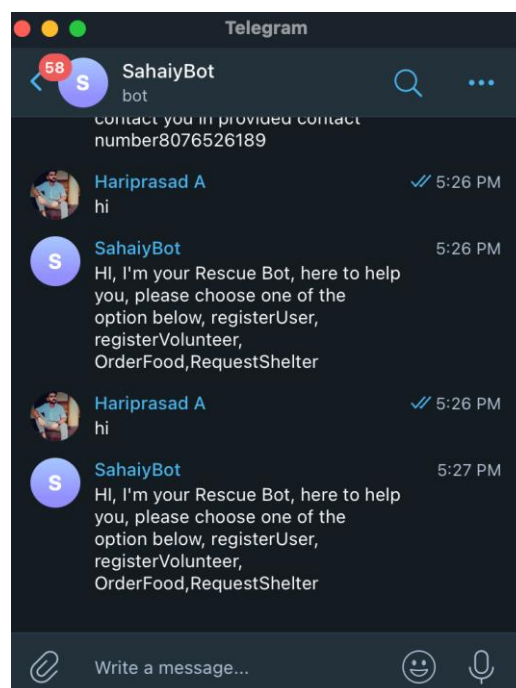 Telegram
58
S
SahaiyBot
bot
contact you in provided contact
number8076526189
Hariprasad A
5:26 PM
hi
S
SahaiyBot
5:26 PM
HI, I'm your Rescue Bot, here to help
you, please choose one of the
option below, registerUser,
registerVolunteer,
OrderFood,RequestShelter
Hariprasad A
5:26 PM
hi
S
SahaiyBot
5:27 PM
HI, I'm your Rescue Bot, here to help
you, please choose one of the
option below, registerUser,
registerVolunteer,
OrderFood,RequestShelter
Write a message...